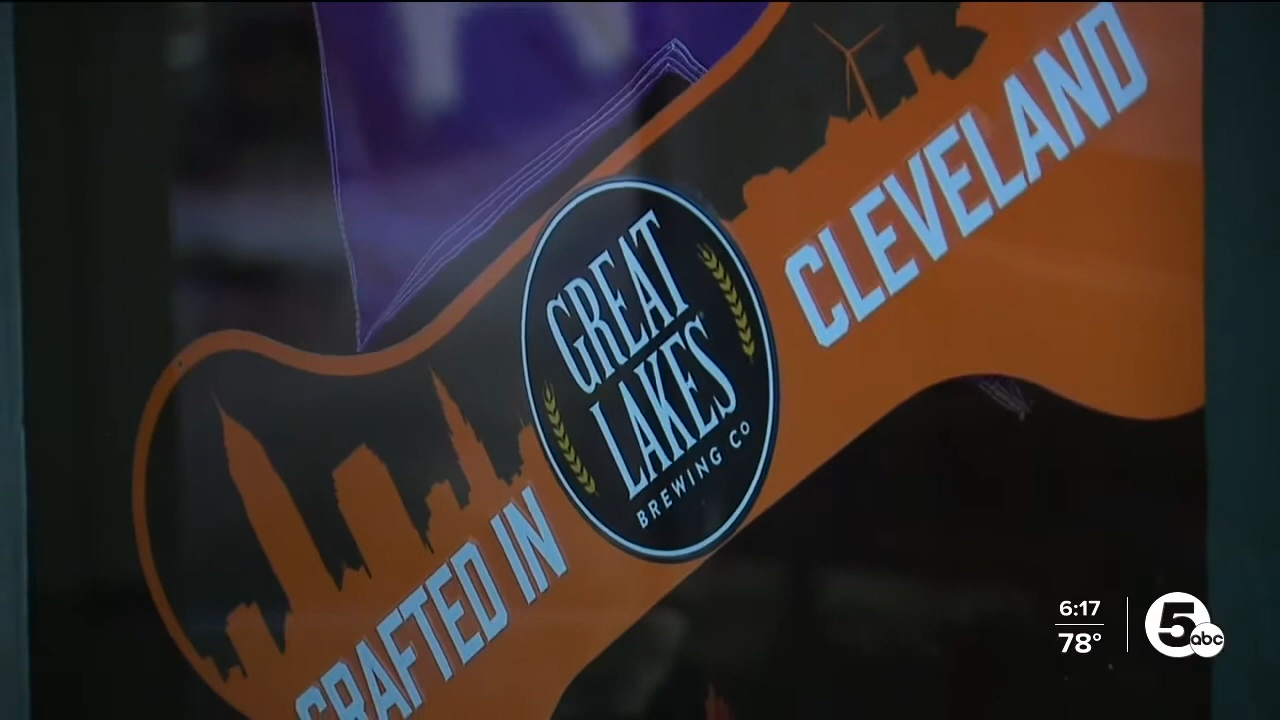 CRAFTED IN
GREAT
LAKES
BREWING CO
CLEVELAND
6:17
78°
5
abc